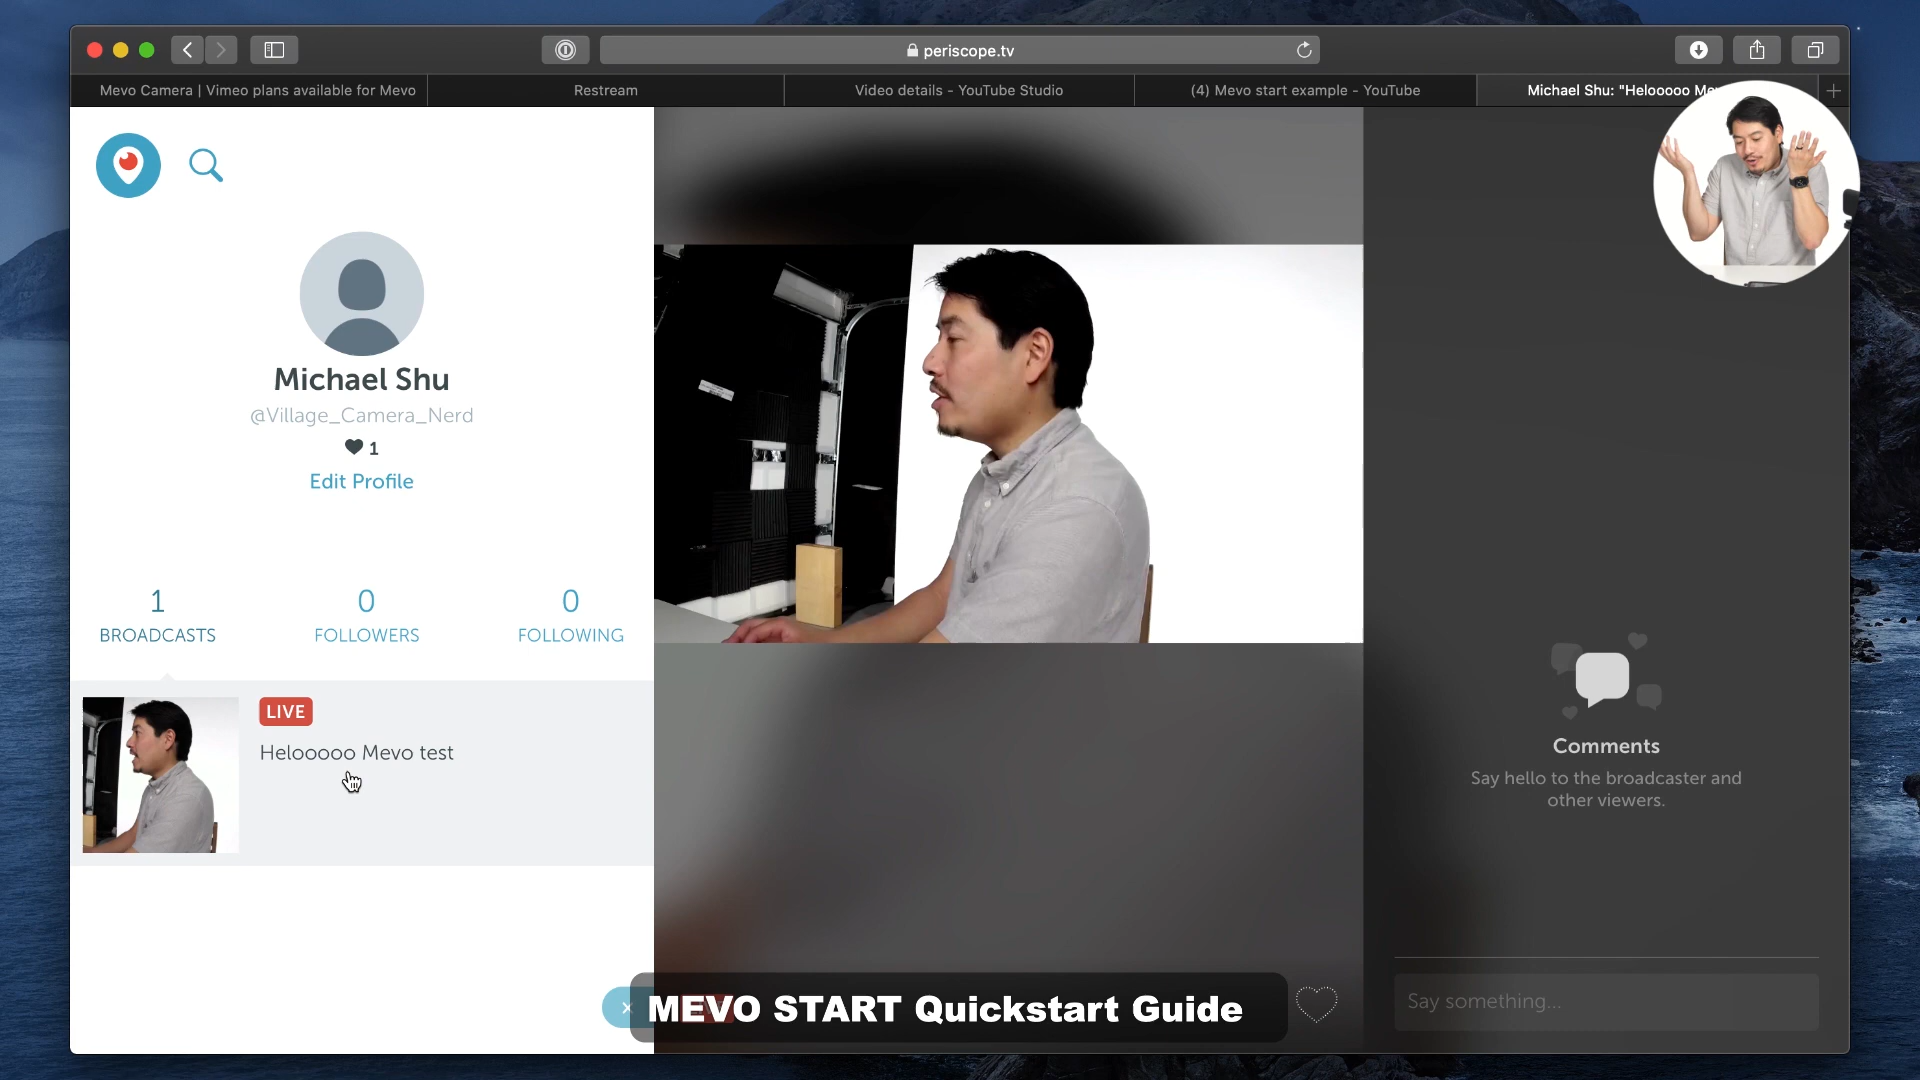 periscope.tv
Mevo Camera | Vimeo plans available for Mevo
Restream
Video details - YouTube Studio
(4) Mevo start example - YouTube
Michael Shu: "Helooooo
Michael Shu
@Village_Camera_Nerd
1
Edit Profile
1
BROADCASTS
0
FOLLOWERS
0
FOLLOWING
LIVE
Helooooo Mevo test
Comments
Say hello to the broadcaster and
other viewers.
Say something...
MEVO START Quickstart Guide